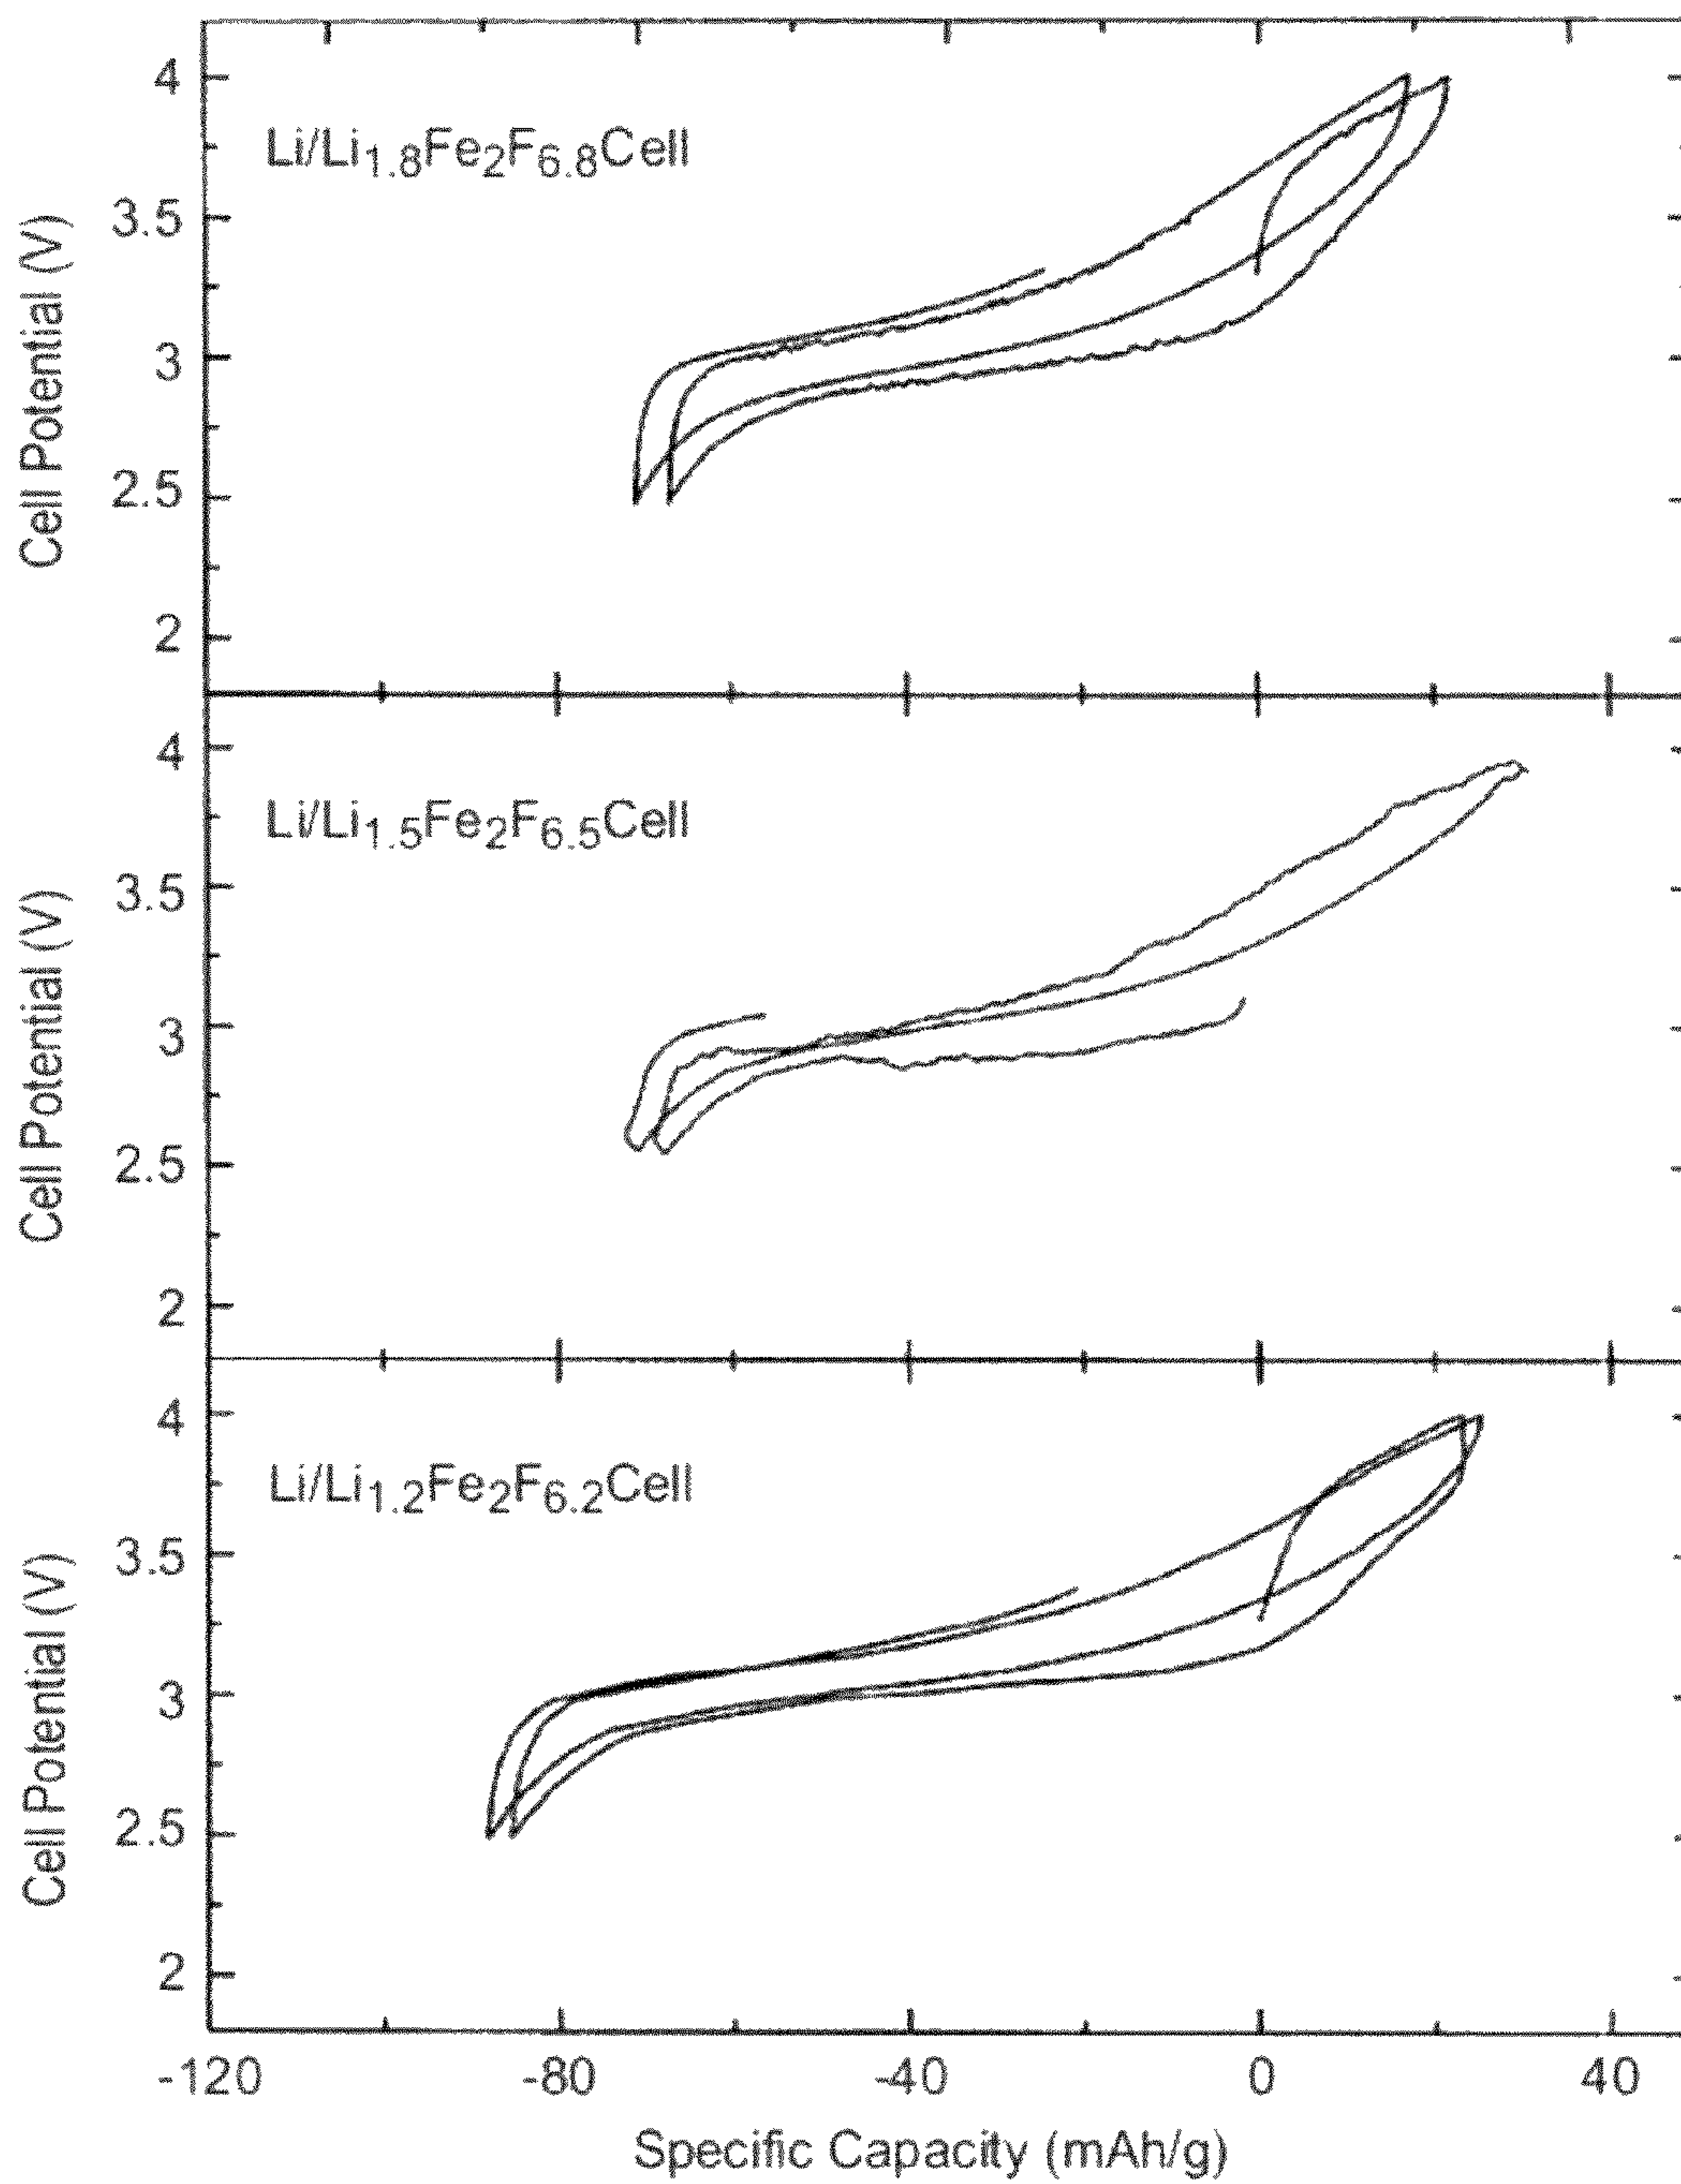 4
Li/Li1.8Fe2F6.8Cell
3.5
3
2.5
2
Cell Potential (V)
4
Li/Li1.5Fe2F6.5Cell
3.5
3
2.5
2
Cell Potential (V)
4
Li/Li1.2Fe2F6.2Cell
3.5
3
2.5
2
Cell Potential (V)
-120 -80 -40 0 40
Specific Capacity (mAh/g)